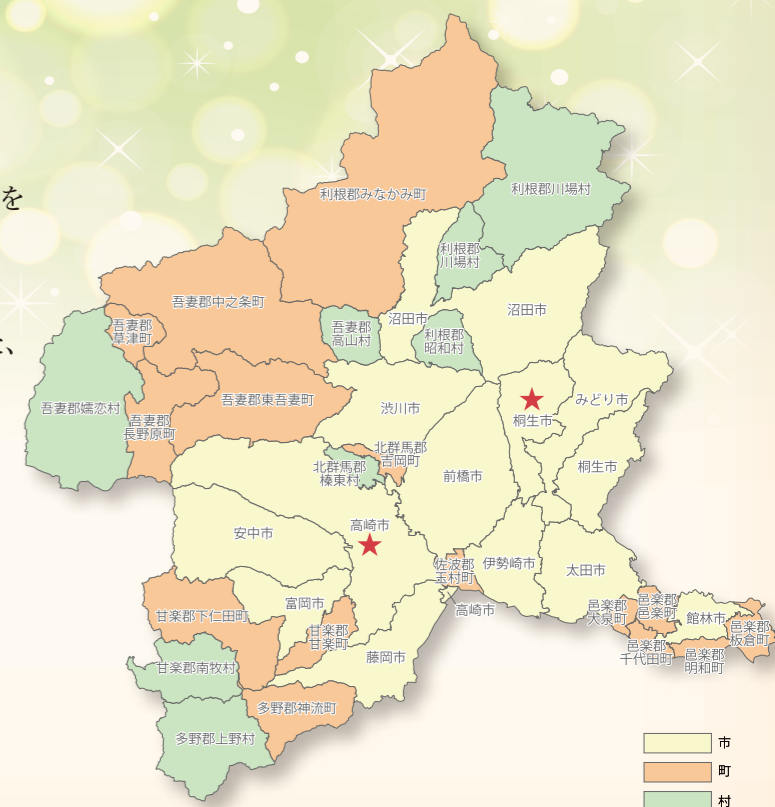 を
利根郡みなかみ町
利根郡川場村
利根郡
川場村
吾妻郡中之条町
沼田市
吾妻郡
草津町
吾妻郡
高山村
沼田市
利根郡
昭和村
吾妻郡嬬恋村
吾妻郡
長野原町
吾妻郡東吾妻町
渋川市
桐生市
みどり市
北群馬郡
吉岡町
北群馬郡
榛東村
前橋市
桐生市
安中市
高崎市
佐波郡
玉村町
伊勢崎市
太田市
甘楽郡下仁田町
富岡市
甘楽郡
甘楽町
高崎市
邑楽郡
大泉町
邑楽郡
邑楽町
館林市
邑楽郡
板倉町
甘楽郡南牧村
藤岡市
邑楽郡
千代田町
邑楽郡
明和町
多野郡神流町
多野郡上野村
市
町
村